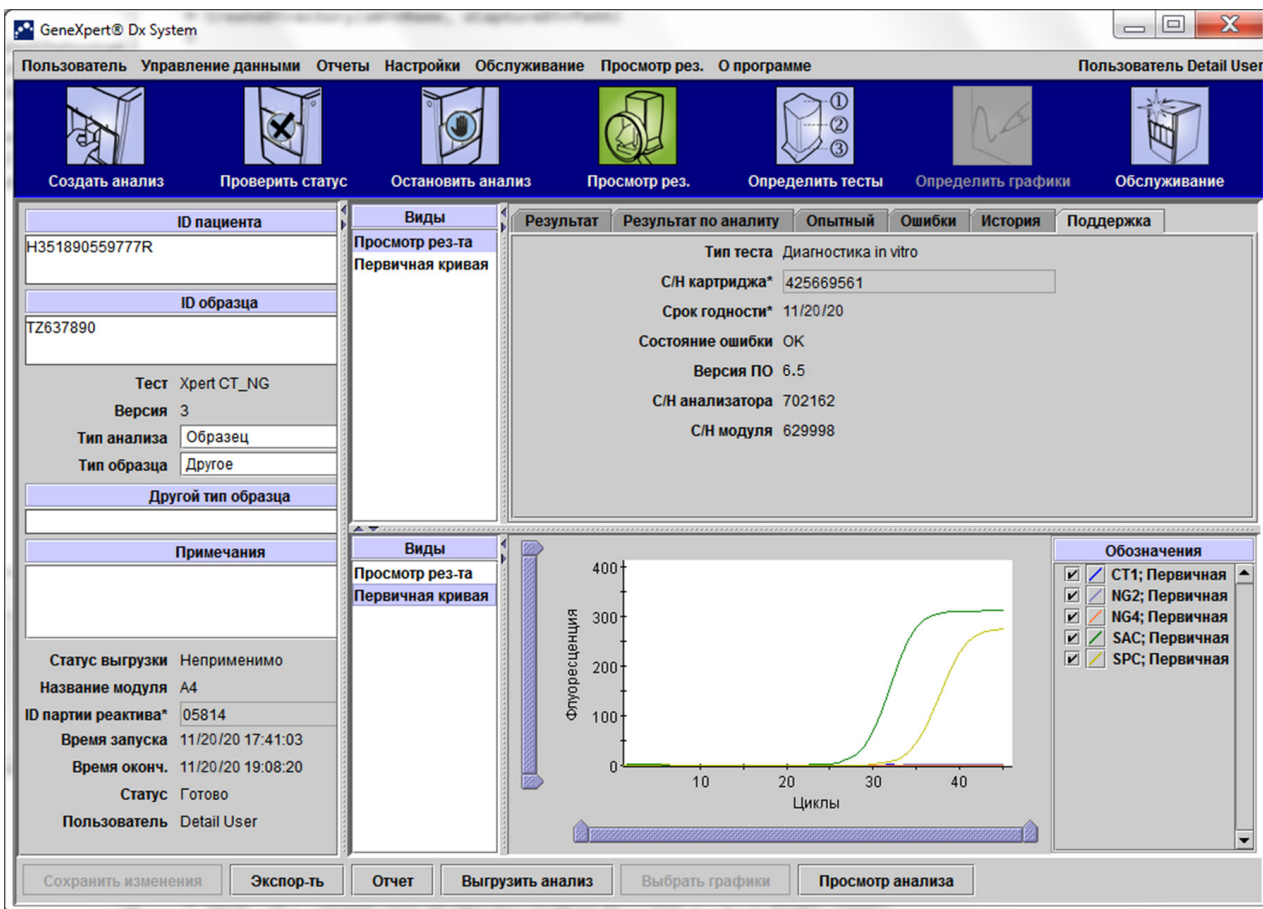 GeneXpert® Dx System
Пользователь Управление данными Отчеты Настройки Обслуживание Просмотр рез. О программе Пользователь Detail User
Создать анализ Проверить статус Остановить анализ Просмотр рез. Определить тесты Определить графики Обслуживание
ID пациента
H351890559777R
ID образца
TZ637890
Тест Xpert CT_NG
Версия 3
Тип анализа Образец
Тип образца Другое
Другой тип образца
Примечания
Статус выгрузки Неприменимо
Название модуля A4
ID партии реактива* 05814
Время запуска 11/20/20 17:41:03
Время оконч. 11/20/20 19:08:20
Статус Готово
Пользователь Detail User
Виды
Просмотр рез-та
Первичная кривая
Результат Результат по аналиту Опытный Ошибки История Поддержка
Тип теста Диагностика in vitro
С/Н картриджа* 425669561
Срок годности* 11/20/20
Состояние ошибки OK
Версия ПО 6.5
С/Н анализатора 702162
С/Н модуля 629998
Виды
Просмотр рез-та
Первичная кривая
Флуоресценция
400
300
200
100
0
10 20 30 40
Циклы
Обозначения
CT1; Первичная
NG2; Первичная
NG4; Первичная
SAC; Первичная
SPC; Первичная
Сохранить изменения Экспор-ть Отчет Выгрузить анализ Выбрать графики Просмотр анализа